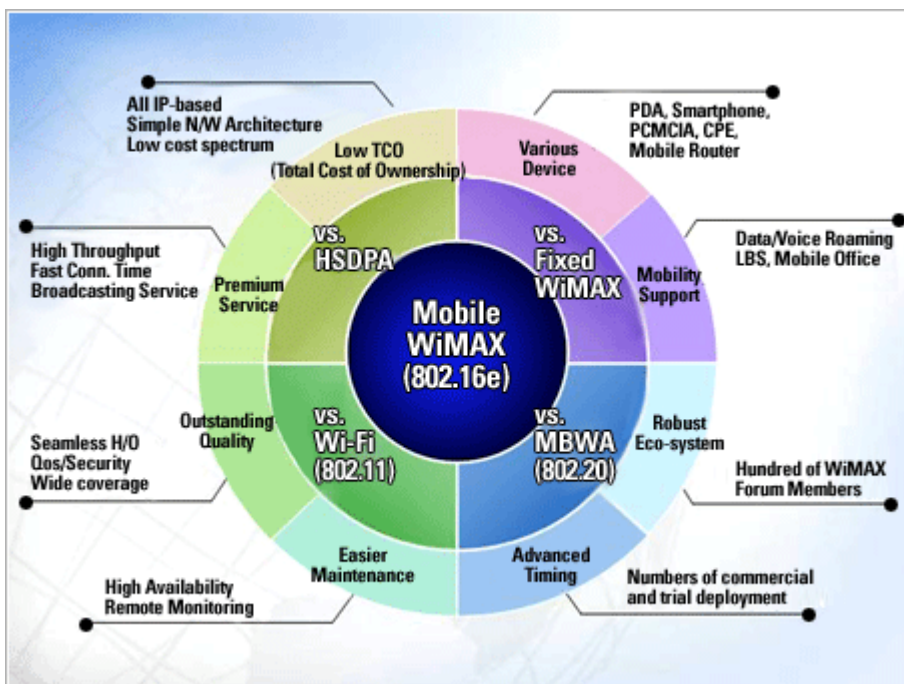 All IP-based
Simple N/W Architecture
Low cost spectrum
PDA, Smartphone,
PCMCIA, CPE,
Mobile Router
Low TCO
(Total Cost of Ownership)
Various
Device
High Throughput
Fast Conn. Time
Broadcasting Service
Premium
Service
vs.
HSDPA
vs.
Fixed
WiMAX
Mobility
Support
Data/Voice Roaming
LBS, Mobile Office
Mobile
WiMAX
(802.16e)
Seamless H/O
Qos/Security
Wide coverage
Outstanding
Quality
vs.
Wi-Fi
(802.11)
vs.
MBWA
(802.20)
Robust
Eco-system
Hundred of WiMAX
Forum Members
High Availability
Remote Monitoring
Easier
Maintenance
Advanced
Timing
Numbers of commercial
and trial deployment